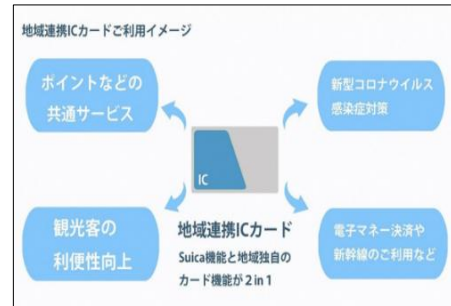 地域連携ICカードご利用イメージ
ポイントなどの
共通サービス
新型コロナウイルス
感染症対策
IC
観光客の
利便性向上
地域連携ICカード
Suica機能と地域独自の
カード機能が2 in 1
電子マネー決済や
新幹線のご利用など